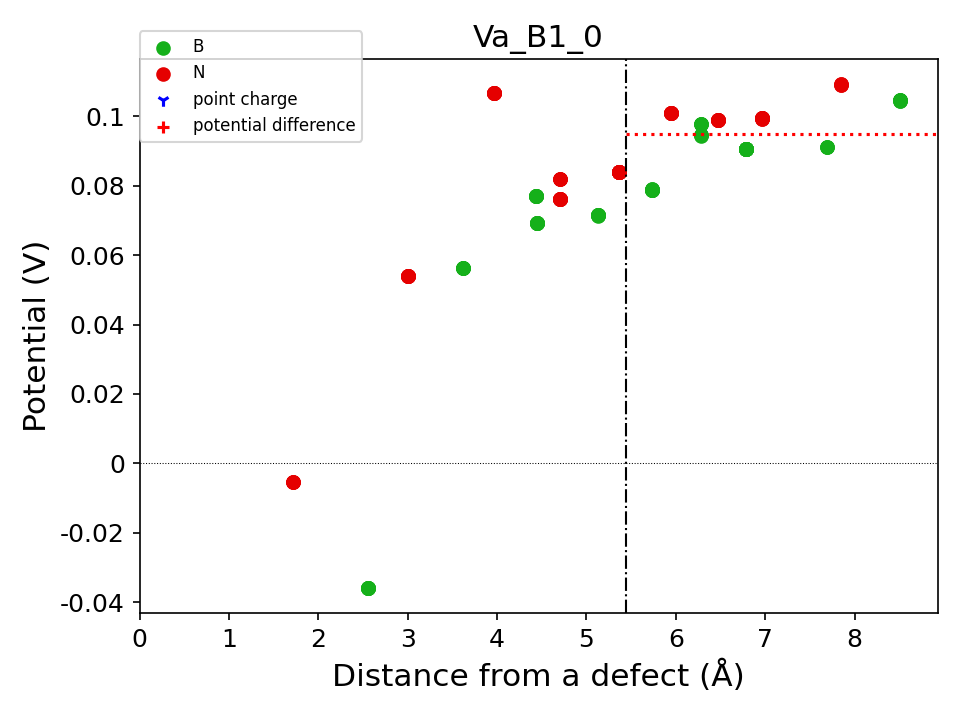 Va_B1_0
B
N
point charge
potential difference
0.1
0.08
0.06
0.04
0.02
0
-0.02
-0.04
Potential (V)
0 1 2 3 4 5 6 7 8
Distance from a defect (Å)